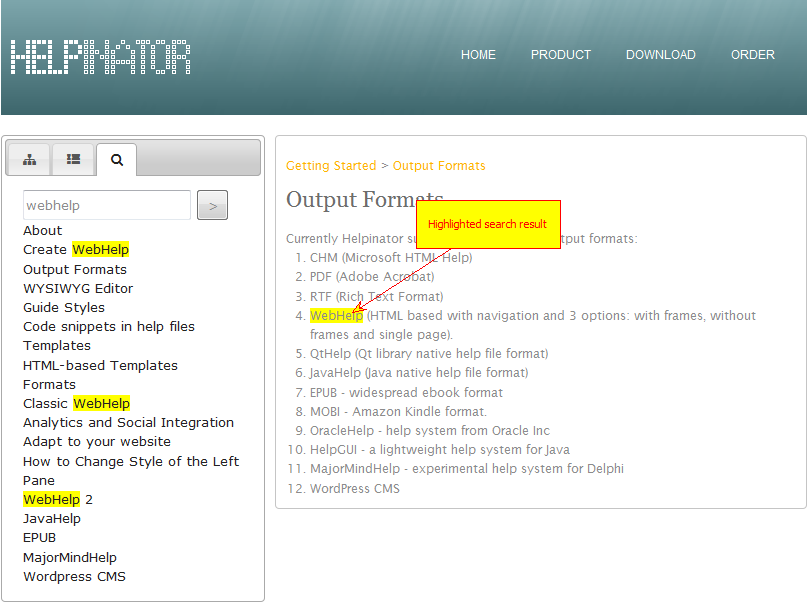 HELPINATOR
HOME PRODUCT DOWNLOAD ORDER
webhelp >
About
Create WebHelp
Output Formats
WYSIWYG Editor
Guide Styles
Code snippets in help files
Templates
HTML-based Templates
Formats
Classic WebHelp
Analytics and Social Integration
Adapt to your website
How to Change Style of the Left
Pane
WebHelp 2
JavaHelp
EPUB
MajorMindHelp
Wordpress CMS
Getting Started > Output Formats
Output Formats
Highlighted search result
Currently Helpinator output formats:
1. CHM (Microsoft HTML Help)
2. PDF (Adobe Acrobat)
3. RTF (Rich Text Format)
4. WebHelp (HTML based with navigation and 3 options: with frames, without
frames and single page).
5. QtHelp (Qt library native help file format)
6. JavaHelp (Java native help file format)
7. EPUB - widespread ebook format
8. MOBI - Amazon Kindle format.
9. OracleHelp - help system from Oracle Inc
10. HelpGUI - a lightweight help system for Java
11. MajorMindHelp - experimental help system for Delphi
12. WordPress CMS